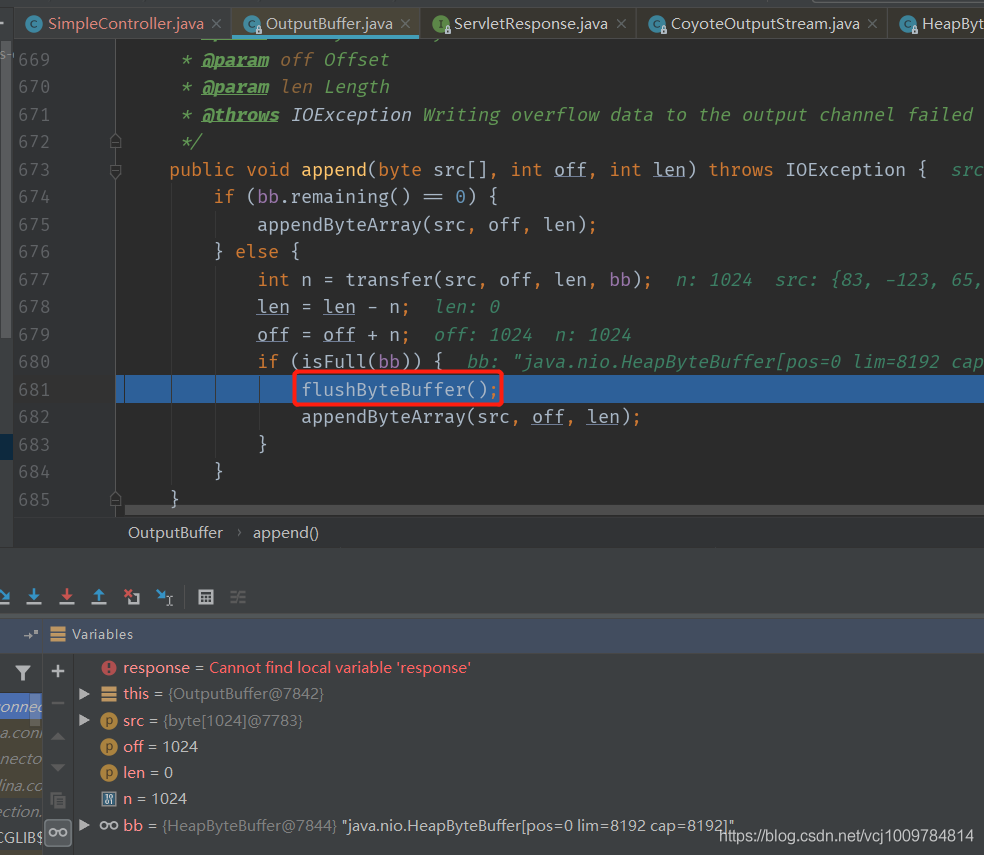 SimpleController.java × OutputBuffer.java × ServletResponse.java × CoyoteOutputStream.java × HeapByt
669 * @param off Offset
670 * @param len Length
671 * @throws IOException Writing overflow data to the output channel failed
672 */
673 public void append(byte src[], int off, int len) throws IOException { src
674 if (bb.remaining() == 0) {
675 appendByteArray(src, off, len);
676 } else {
677 int n = transfer(src, off, len, bb); n: 1024 src: {83, -123, 65,
678 len = len - n; len: 0
679 off = off + n; off: 1024 n: 1024
680 if (isFull(bb)) { bb: "java.nio.HeapByteBuffer[pos=0 lim=8192 cap
681 flushByteBuffer();
682 appendByteArray(src, off, len);
683 }
684 }
685 }
OutputBuffer › append()
Variables
response = Cannot find local variable 'response'
this = {OutputBuffer@7842}
src = {byte[1024]@7783}
off = 1024
len = 0
n = 1024
bb = {HeapByteBuffer@7844} "java.nio.HeapByteBuffer[pos=0 lim=8192 cap=8192]"
connec
a.conn
necto
lina.co
ection.
CGLIB$
https://blog.csdn.net/vcj1009784814